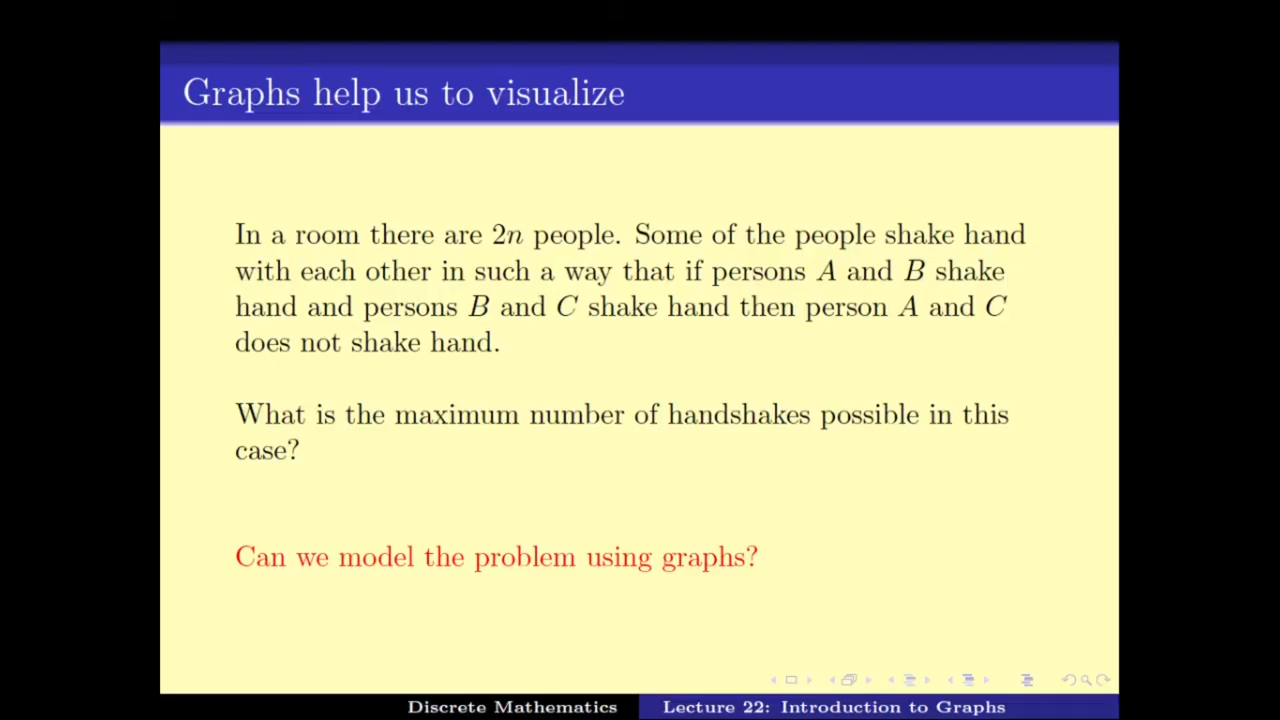 Graphs help us to visualize
In a room there are 2n people. Some of the people shake hand
with each other in such a way that if persons A and B shake
hand and persons B and C shake hand then person A and C
does not shake hand.
What is the maximum number of handshakes possible in this
case?
Can we model the problem using graphs?
Discrete Mathematics
Lecture 22: Introduction to Graphs